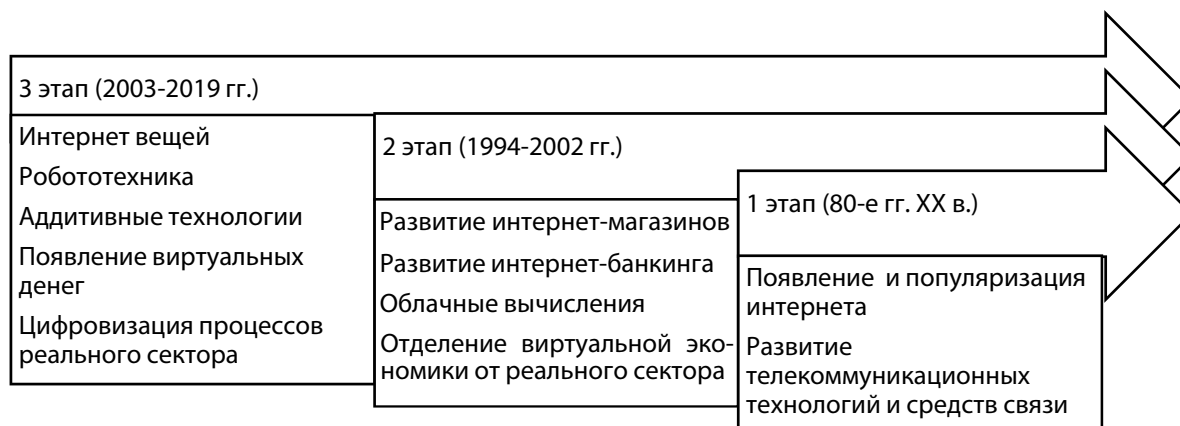 3 этап (2003-2019 гг.)
Интернет вещей
Робототехника
Аддитивные технологии
Появление виртуальных
денег
Цифровизация процессов
реального сектора
2 этап (1994-2002 гг.)
Развитие интернет-магазинов
Развитие интернет-банкинга
Облачные вычисления
Отделение виртуальной эко-
номики от реального сектора
1 этап (80-е гг. XX в.)
Появление и популяризация
интернета
Развитие
телекоммуникационных
технологий и средств связи